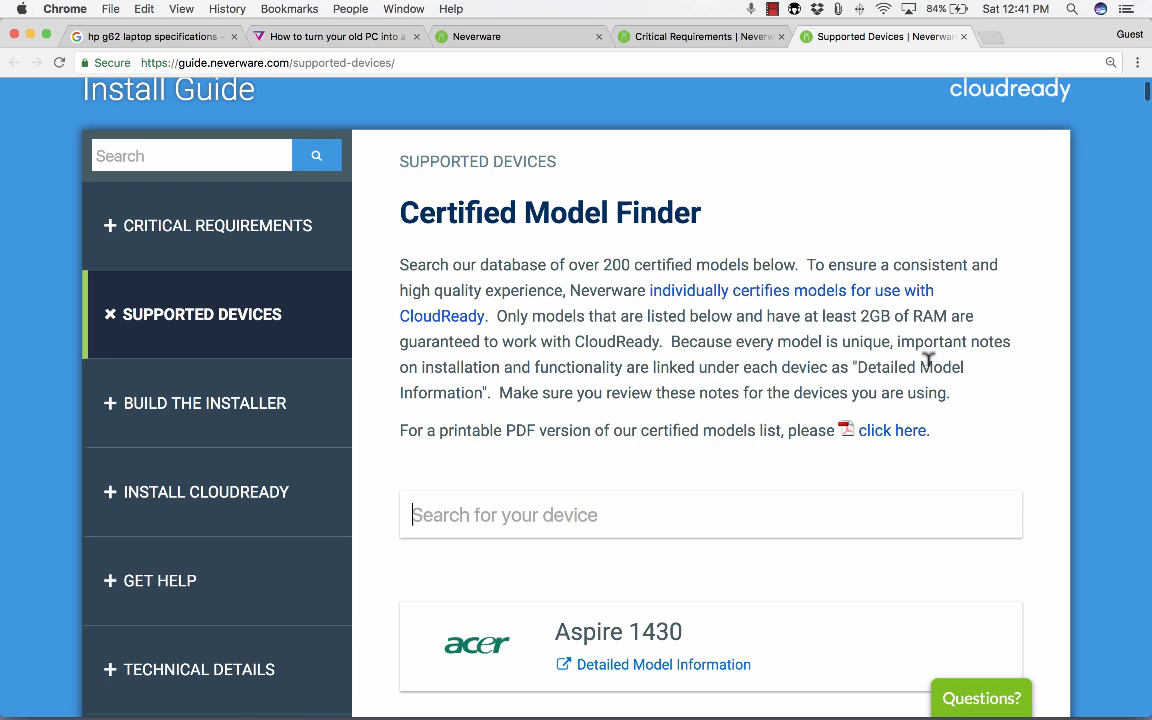 Chrome File Edit View History Bookmarks People Window Help 84% Sat 12:41 PM
hp g62 laptop specifications - × How to turn your old PC into a × Neverware × Critical Requirements | Neverw × Supported Devices | Neverwar × Guest
Secure https://guide.neverware.com/supported-devices/
Install Guide
cloudready
Search
+ CRITICAL REQUIREMENTS
× SUPPORTED DEVICES
+ BUILD THE INSTALLER
+ INSTALL CLOUDREADY
+ GET HELP
+ TECHNICAL DETAILS
SUPPORTED DEVICES
Certified Model Finder
Search our database of over 200 certified models below. To ensure a consistent and
high quality experience, Neverware individually certifies models for use with
CloudReady. Only models that are listed below and have at least 2GB of RAM are
guaranteed to work with CloudReady. Because every model is unique, important notes
on installation and functionality are linked under each deviec as "Detailed Model
Information". Make sure you review these notes for the devices you are using.
For a printable PDF version of our certified models list, please click here.
Search for your device
acer
Aspire 1430
Detailed Model Information
Questions?